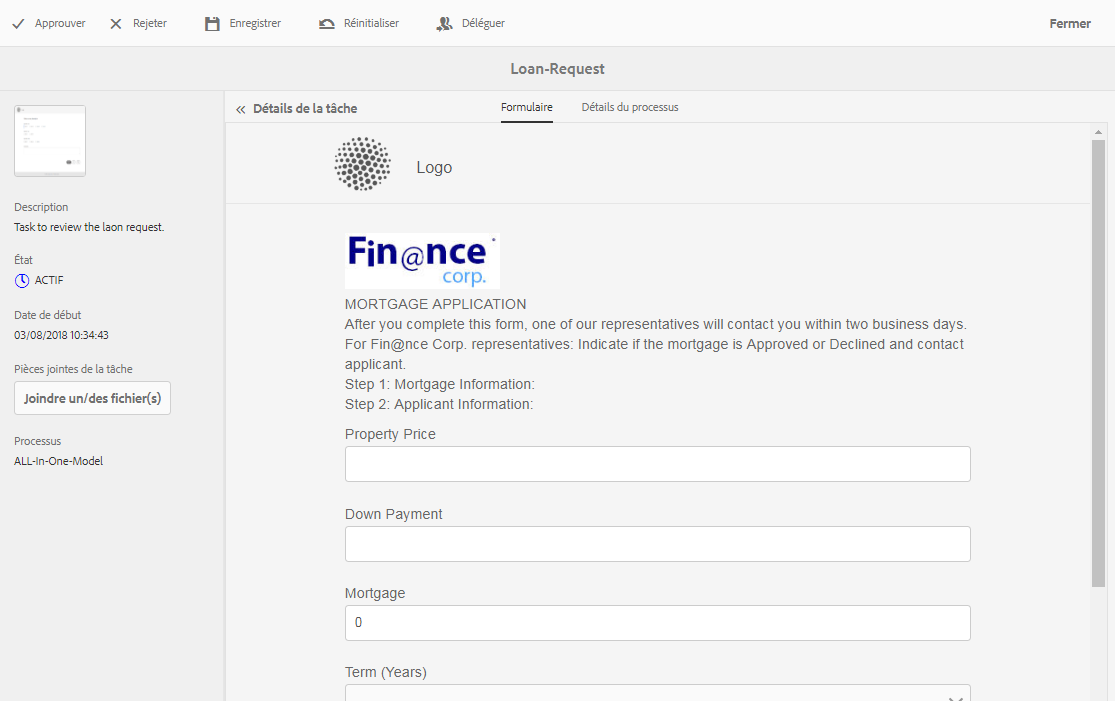 Approuver Rejeter Enregistrer Réinitialiser Déléguer Fermer
Loan-Request
Détails de la tâche Formulaire Détails du processus
Description
Task to review the laon request.
État
ACTIF
Date de début
03/08/2018 10:34:43
Pièces jointes de la tâche
Joindre un/des fichier(s)
Processus
ALL-In-One-Model
Logo
Fin@nce
corp.
MORTGAGE APPLICATION
After you complete this form, one of our representatives will contact you within two business days.
For Fin@nce Corp. representatives: Indicate if the mortgage is Approved or Declined and contact
applicant.
Step 1: Mortgage Information:
Step 2: Applicant Information:
Property Price
Down Payment
Mortgage
0
Term (Years)